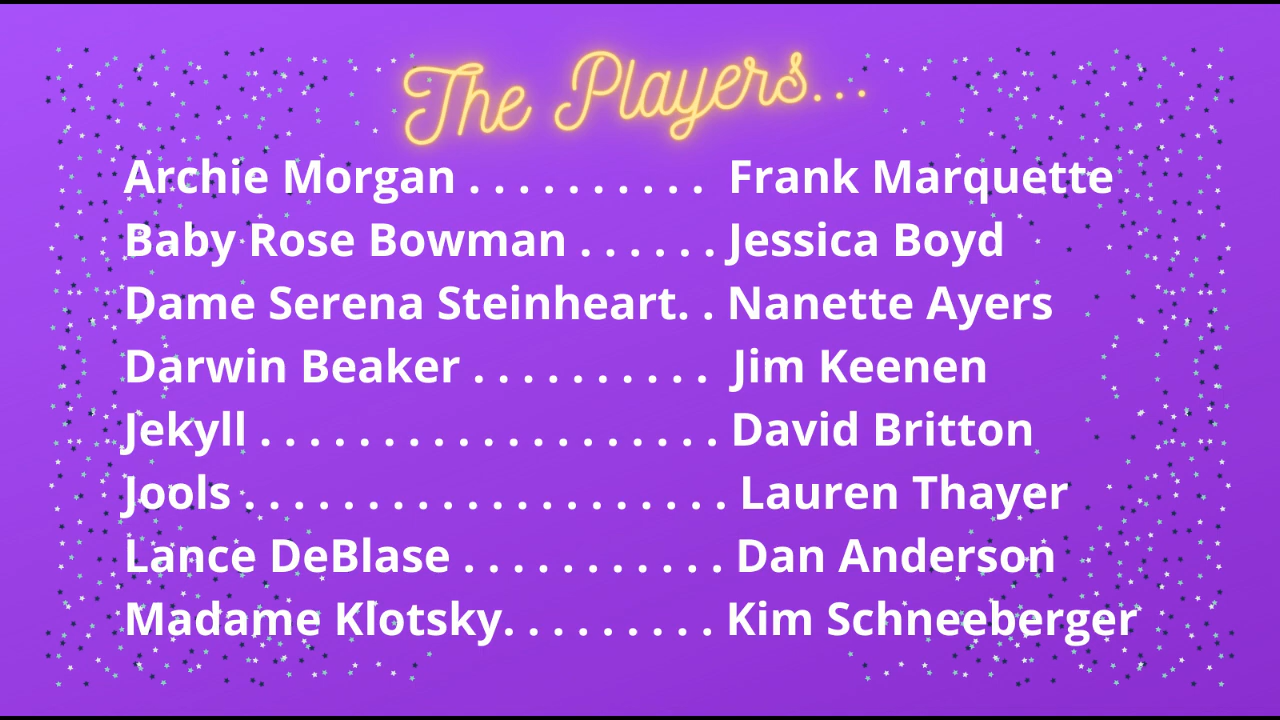 The Players...
Archie Morgan . . . . . . . . . . Frank Marquette
Baby Rose Bowman . . . . . . Jessica Boyd
Dame Serena Steinheart. . Nanette Ayers
Darwin Beaker . . . . . . . . . . Jim Keenen
Jekyll . . . . . . . . . . . . . . . . . . . David Britton
Jools . . . . . . . . . . . . . . . . . . . . Lauren Thayer
Lance DeBlase . . . . . . . . . . . Dan Anderson
Madame Klotsky. . . . . . . . . Kim Schneeberger